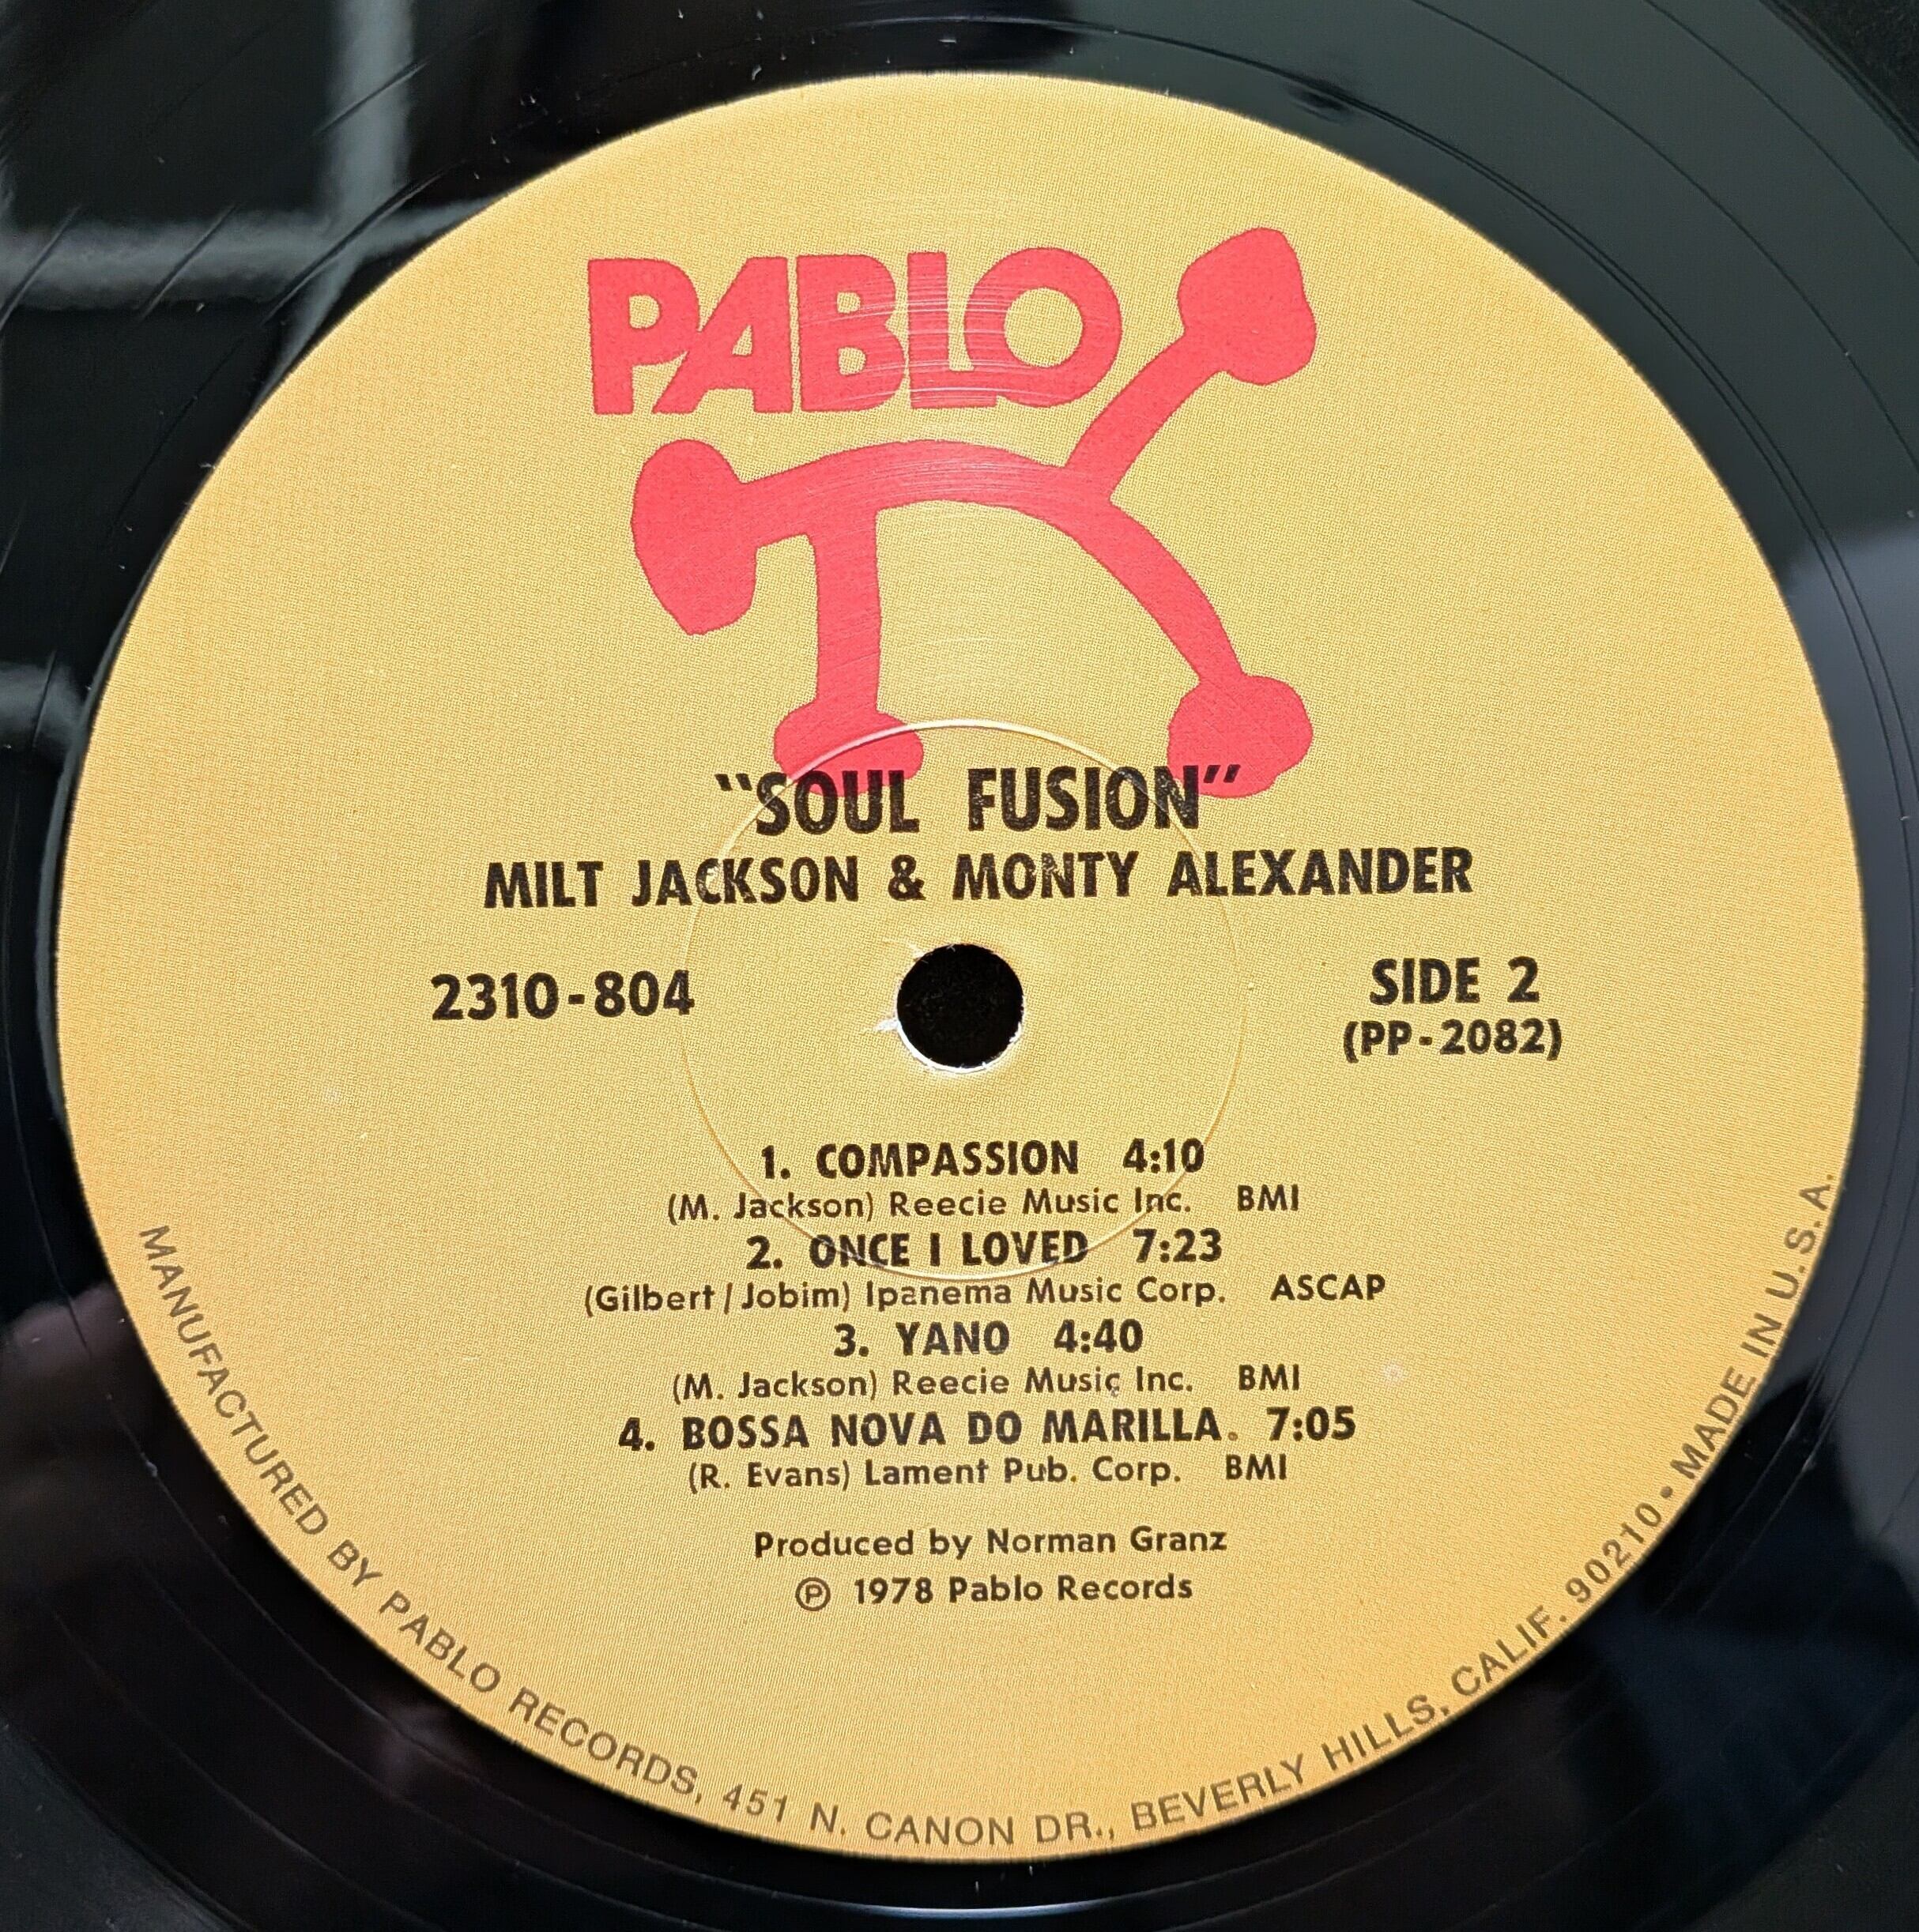 PABLO
"SOUL FUSION"
MILT JACKSON & MONTY ALEXANDER
2310-804
SIDE 2
(PP-2082)
1. COMPASSION 4:10
(M. Jackson) Reecie Music Inc. BMI
2. ONCE I LOVED 7:23
(Gilbert/Jobim) Ipanema Music Corp. ASCAP
3. YANO 4:40
(M. Jackson) Reecie Music Inc. BMI
4. BOSSA NOVA DO MARILLA. 7:05
(R. Evans) Lament Pub. Corp. BMI
Produced by Norman Granz
℗ 1978 Pablo Records
MANUFACTURED BY PABLO RECORDS, 451 N. CANON DR., BEVERLY HILLS, CALIF. 90210 • MADE IN U.S.A.